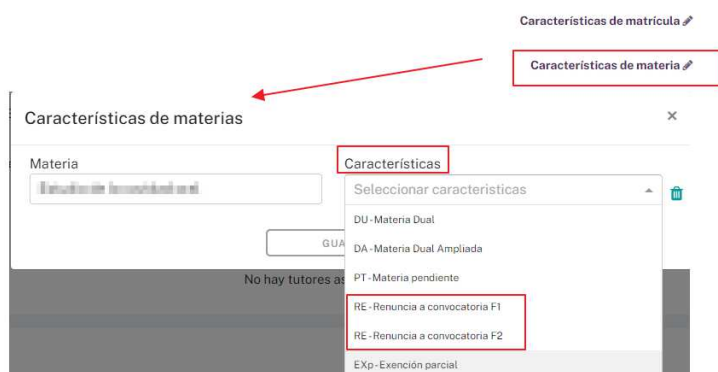 Características de matrícula
Características de materia
Características de materias
Materia
Características
Seleccionar caracteristicas
DU - Materia Dual
DA - Materia Dual Ampliada
GUA
PT - Materia pendiente
No hay tutores as
RE - Renuncia a convocatoria F1
RE - Renuncia a convocatoria F2
EXp - Exención parcial